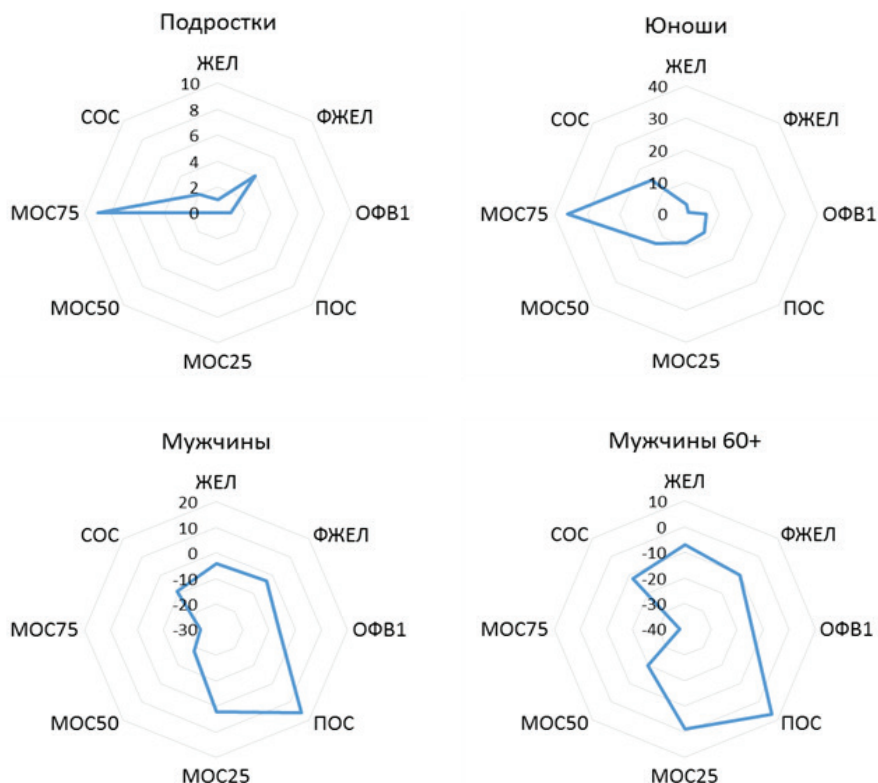 Подростки
ЖЕЛ
10
8
6
4
2
0
ФЖЕЛ
ОФВ1
ПОС
МОС25
МОС50
МОС75
СОС
Юноши
ЖЕЛ
40
30
20
10
0
ФЖЕЛ
ОФВ1
ПОС
МОС25
МОС50
МОС75
СОС
Мужчины
ЖЕЛ
20
10
0
-10
-20
-30
ФЖЕЛ
ОФВ1
ПОС
МОС25
МОС50
МОС75
СОС
Мужчины 60+
ЖЕЛ
10
0
-10
-20
-30
-40
ФЖЕЛ
ОФВ1
ПОС
МОС25
МОС50
МОС75
СОС